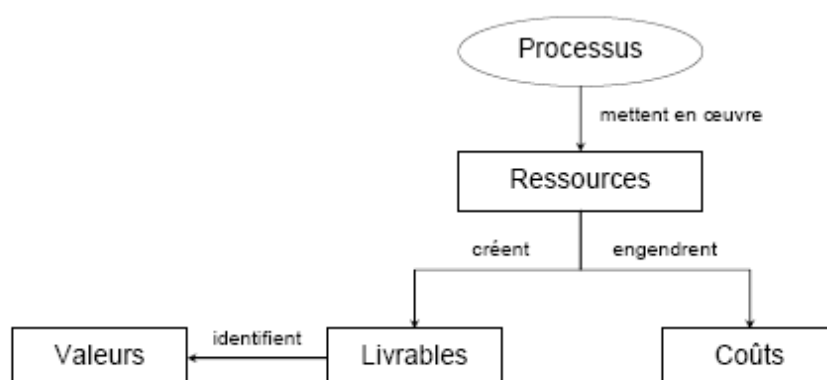 Processus
mettent en œuvre
Ressources
créent
engendrent
Valeurs
identifient
Livrables
Coûts